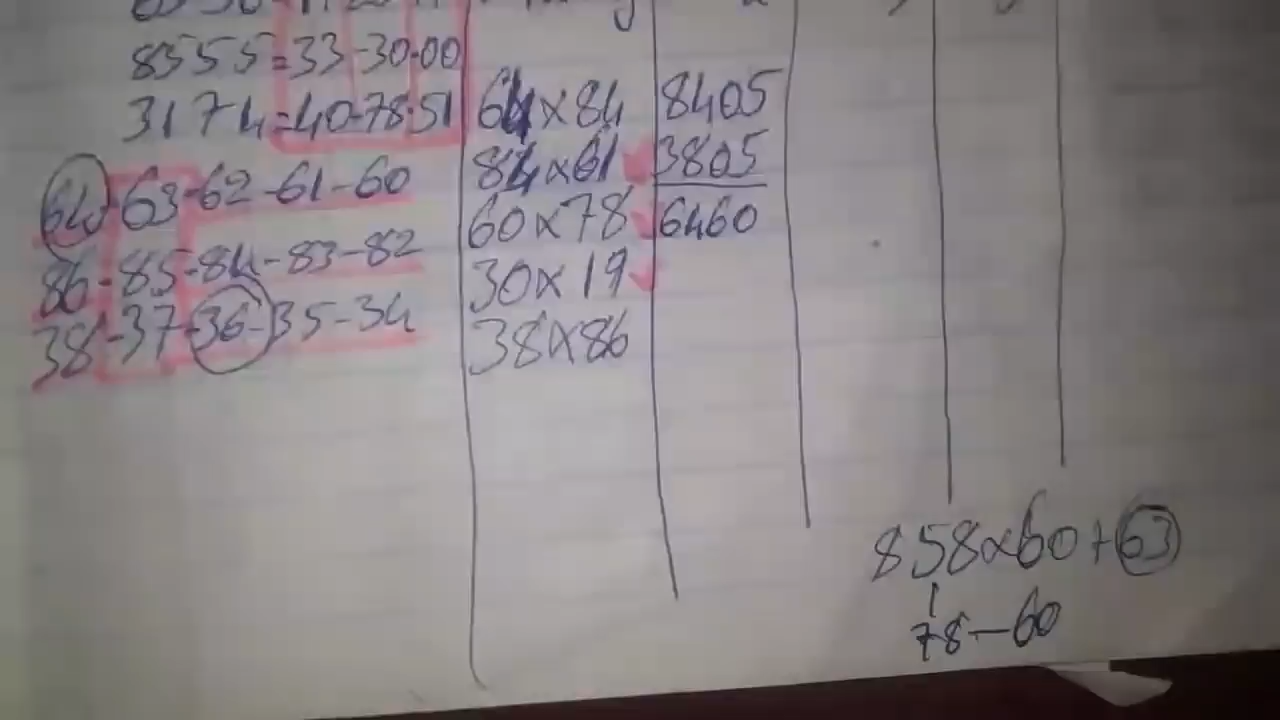 8555=33-30-00
3174=40-78-51
64-63-62-61-60
86-85-84-83-82
38-37-36-35-34
64x84
84x61
60x78
30x19
38x86
8405
3805
6460
858x60+63
78-60